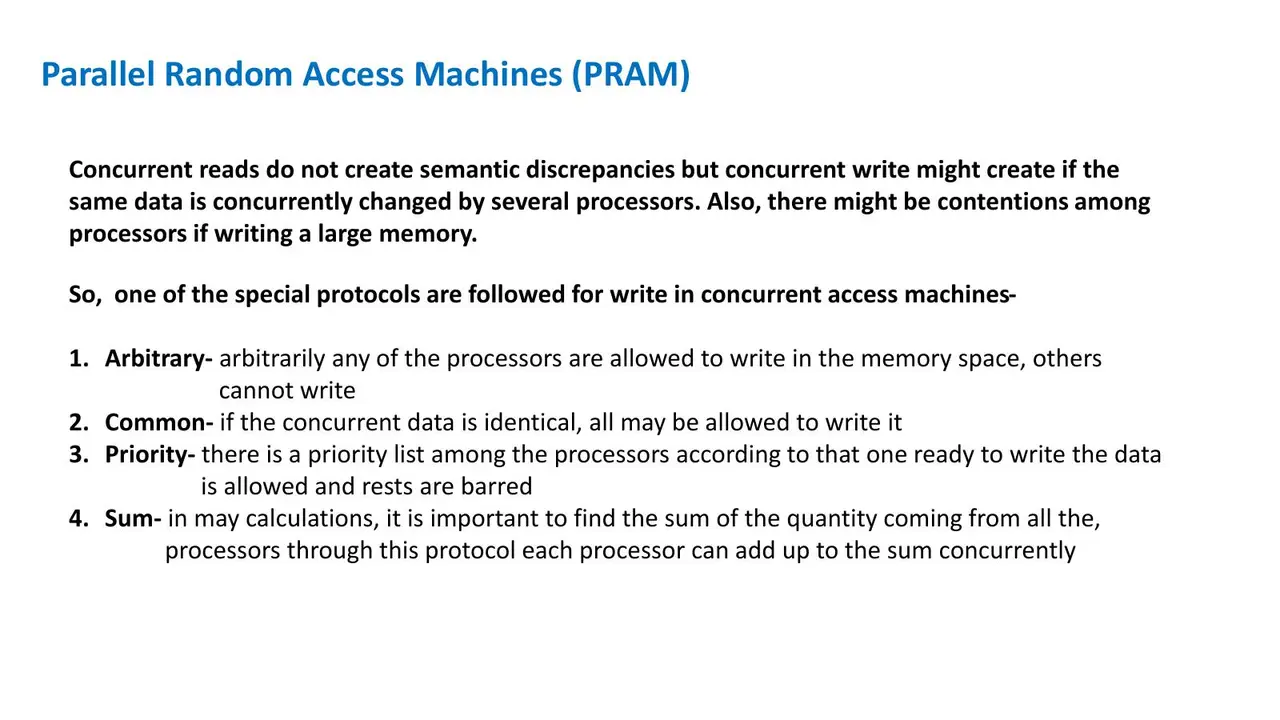 Parallel Random Access Machines (PRAM)
Concurrent reads do not create semantic discrepancies but concurrent write might create if the
same data is concurrently changed by several processors. Also, there might be contentions among
processors if writing a large memory.
So,  one of the special protocols are followed for write in concurrent access machines-
1. Arbitrary- arbitrarily any of the processors are allowed to write in the memory space, others
cannot write
2. Common- if the concurrent data is identical, all may be allowed to write it
3. Priority- there is a priority list among the processors according to that one ready to write the data
is allowed and rests are barred
4. Sum- in may calculations, it is important to find the sum of the quantity coming from all the,
processors through this protocol each processor can add up to the sum concurrently